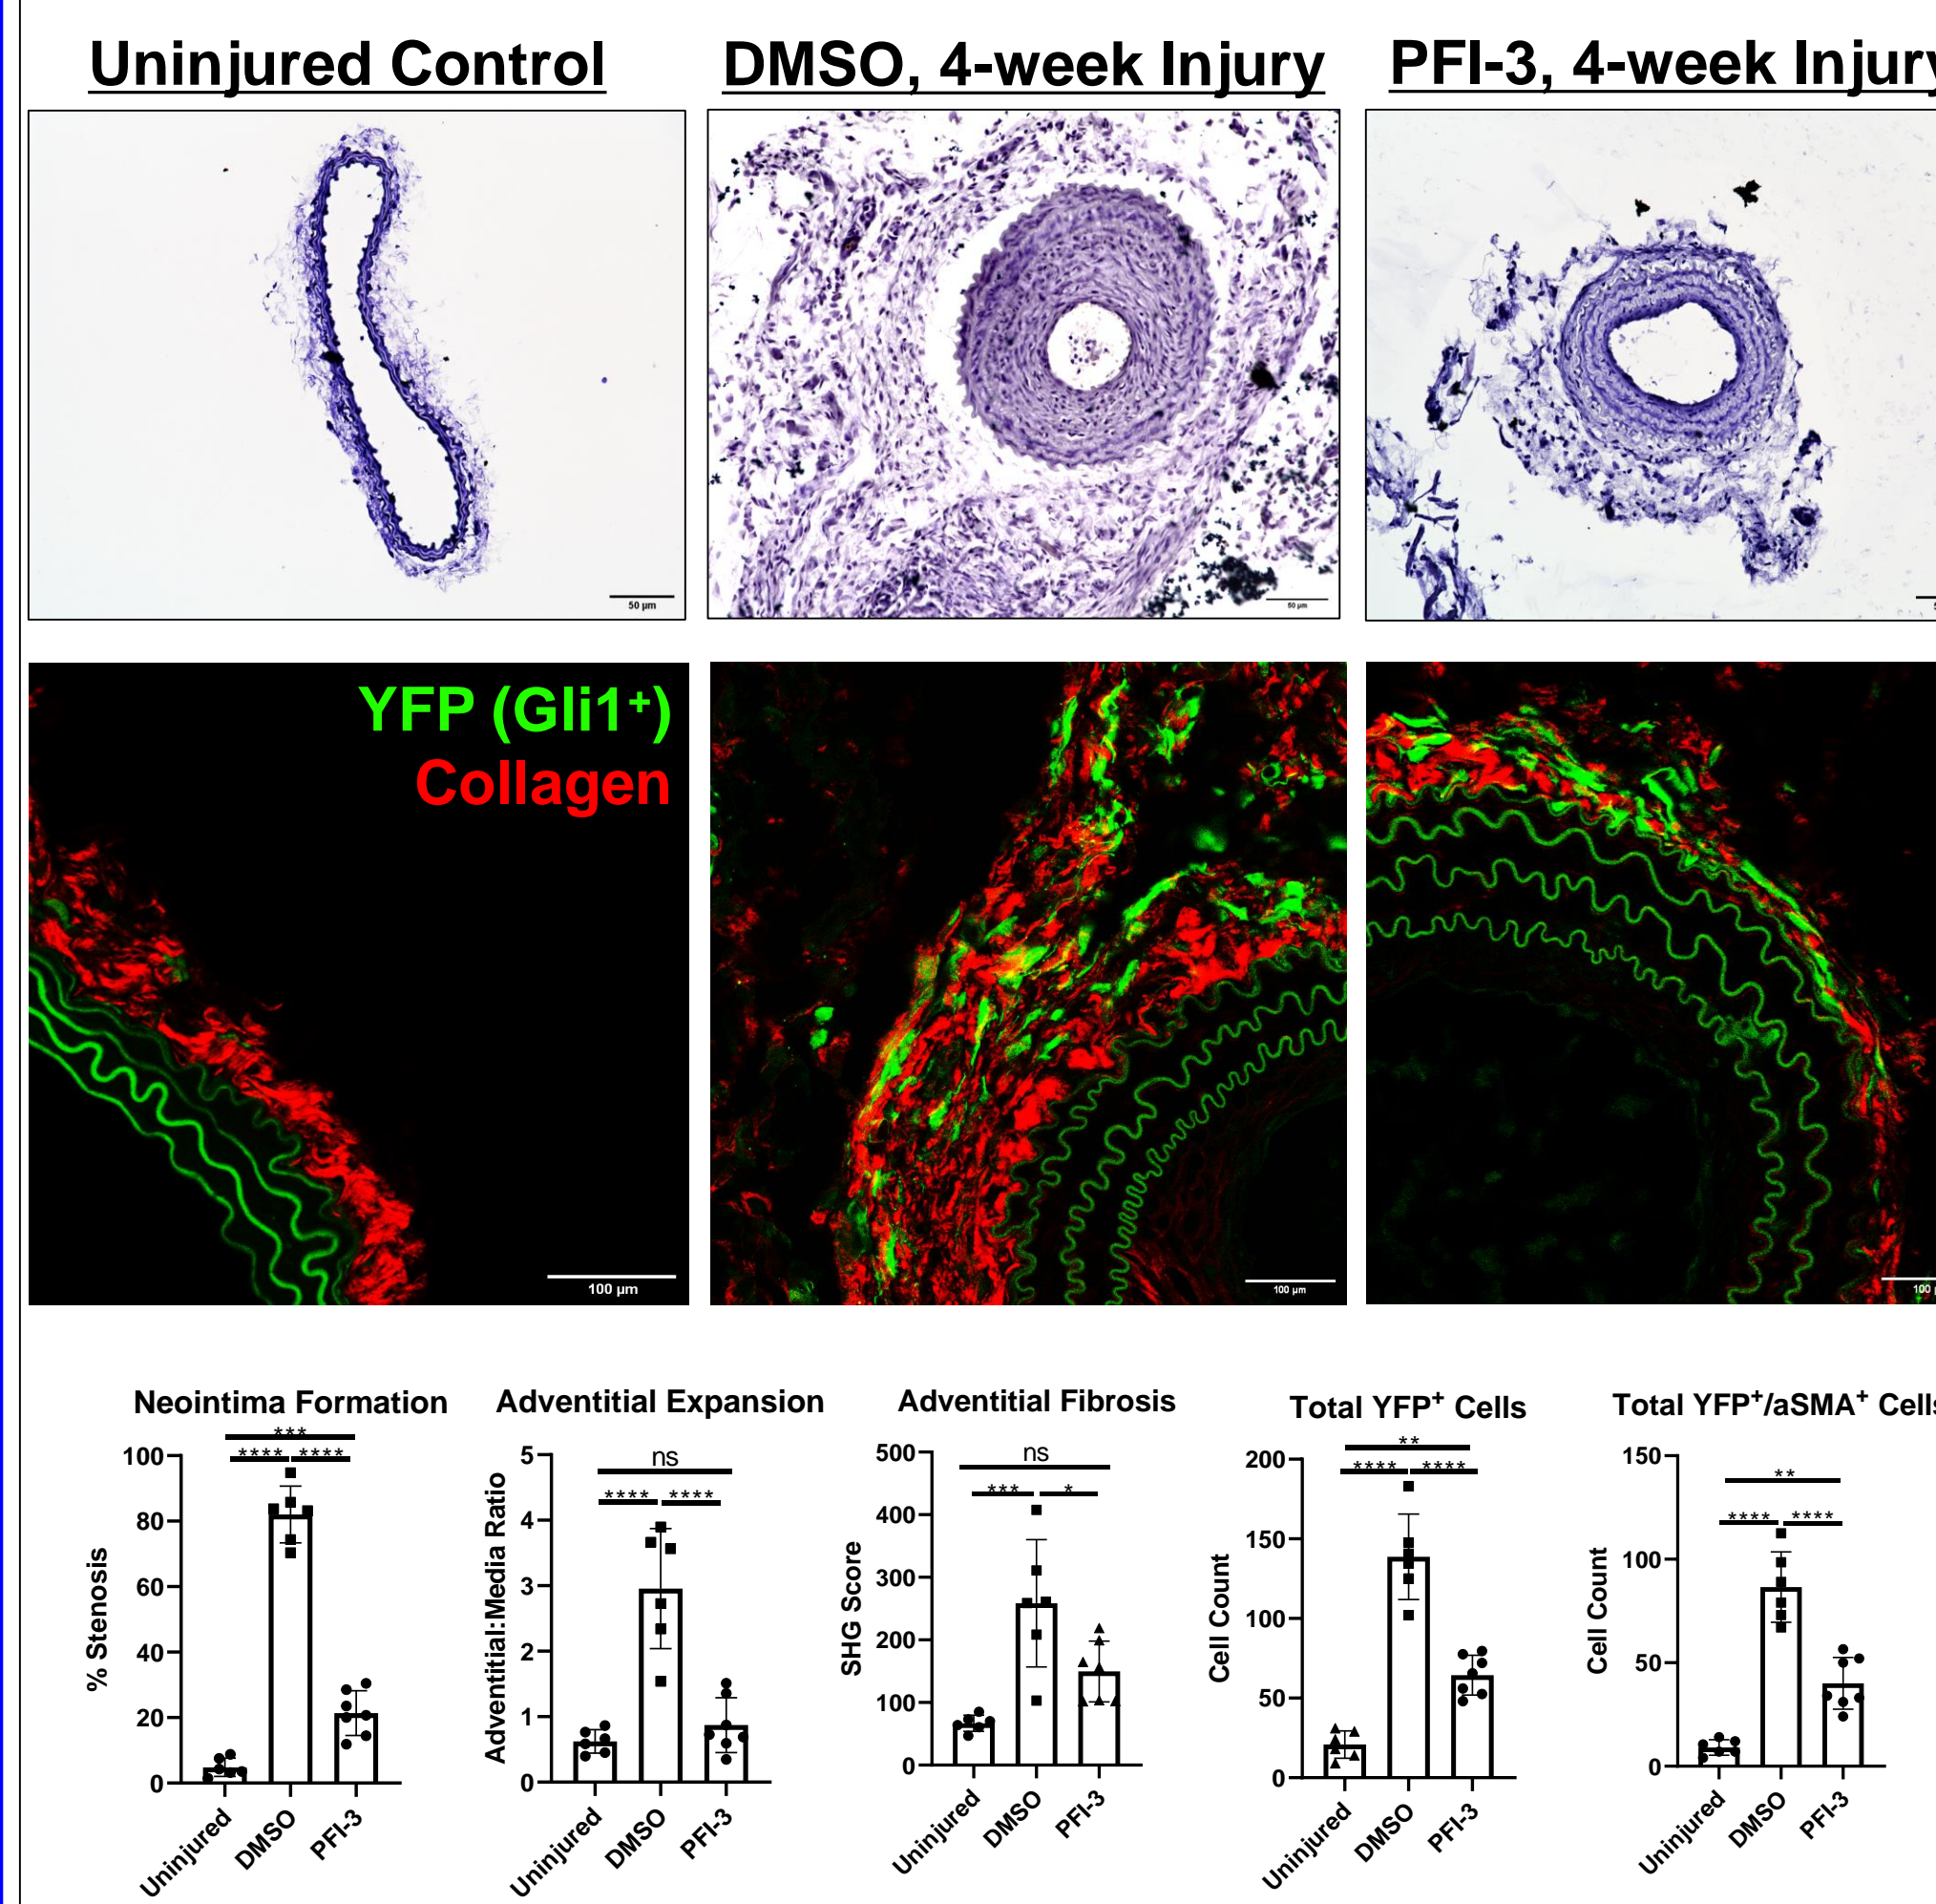 Uninjured Control
DMSO, 4-week Injury
PFI-3, 4-week Injury
50 µm
50 µm
YFP (Gli1⁺)
Collagen
100 µm
100 µm
100
Neointima Formation
***
**** ****
% Stenosis
100
80
60
40
20
0
Uninjured
DMSO
PFI-3
Adventitial Expansion
ns
**** ****
Adventitial:Media Ratio
5
4
3
2
1
0
Uninjured
DMSO
PFI-3
Adventitial Fibrosis
ns
*** *
SHG Score
500
400
300
200
100
0
Uninjured
DMSO
PFI-3
Total YFP⁺ Cells
**
**** ****
Cell Count
200
150
100
50
0
Uninjured
DMSO
PFI-3
Total YFP⁺/aSMA⁺ Cells
**
**** ****
Cell Count
150
100
50
0
Uninjured
DMSO
PFI-3